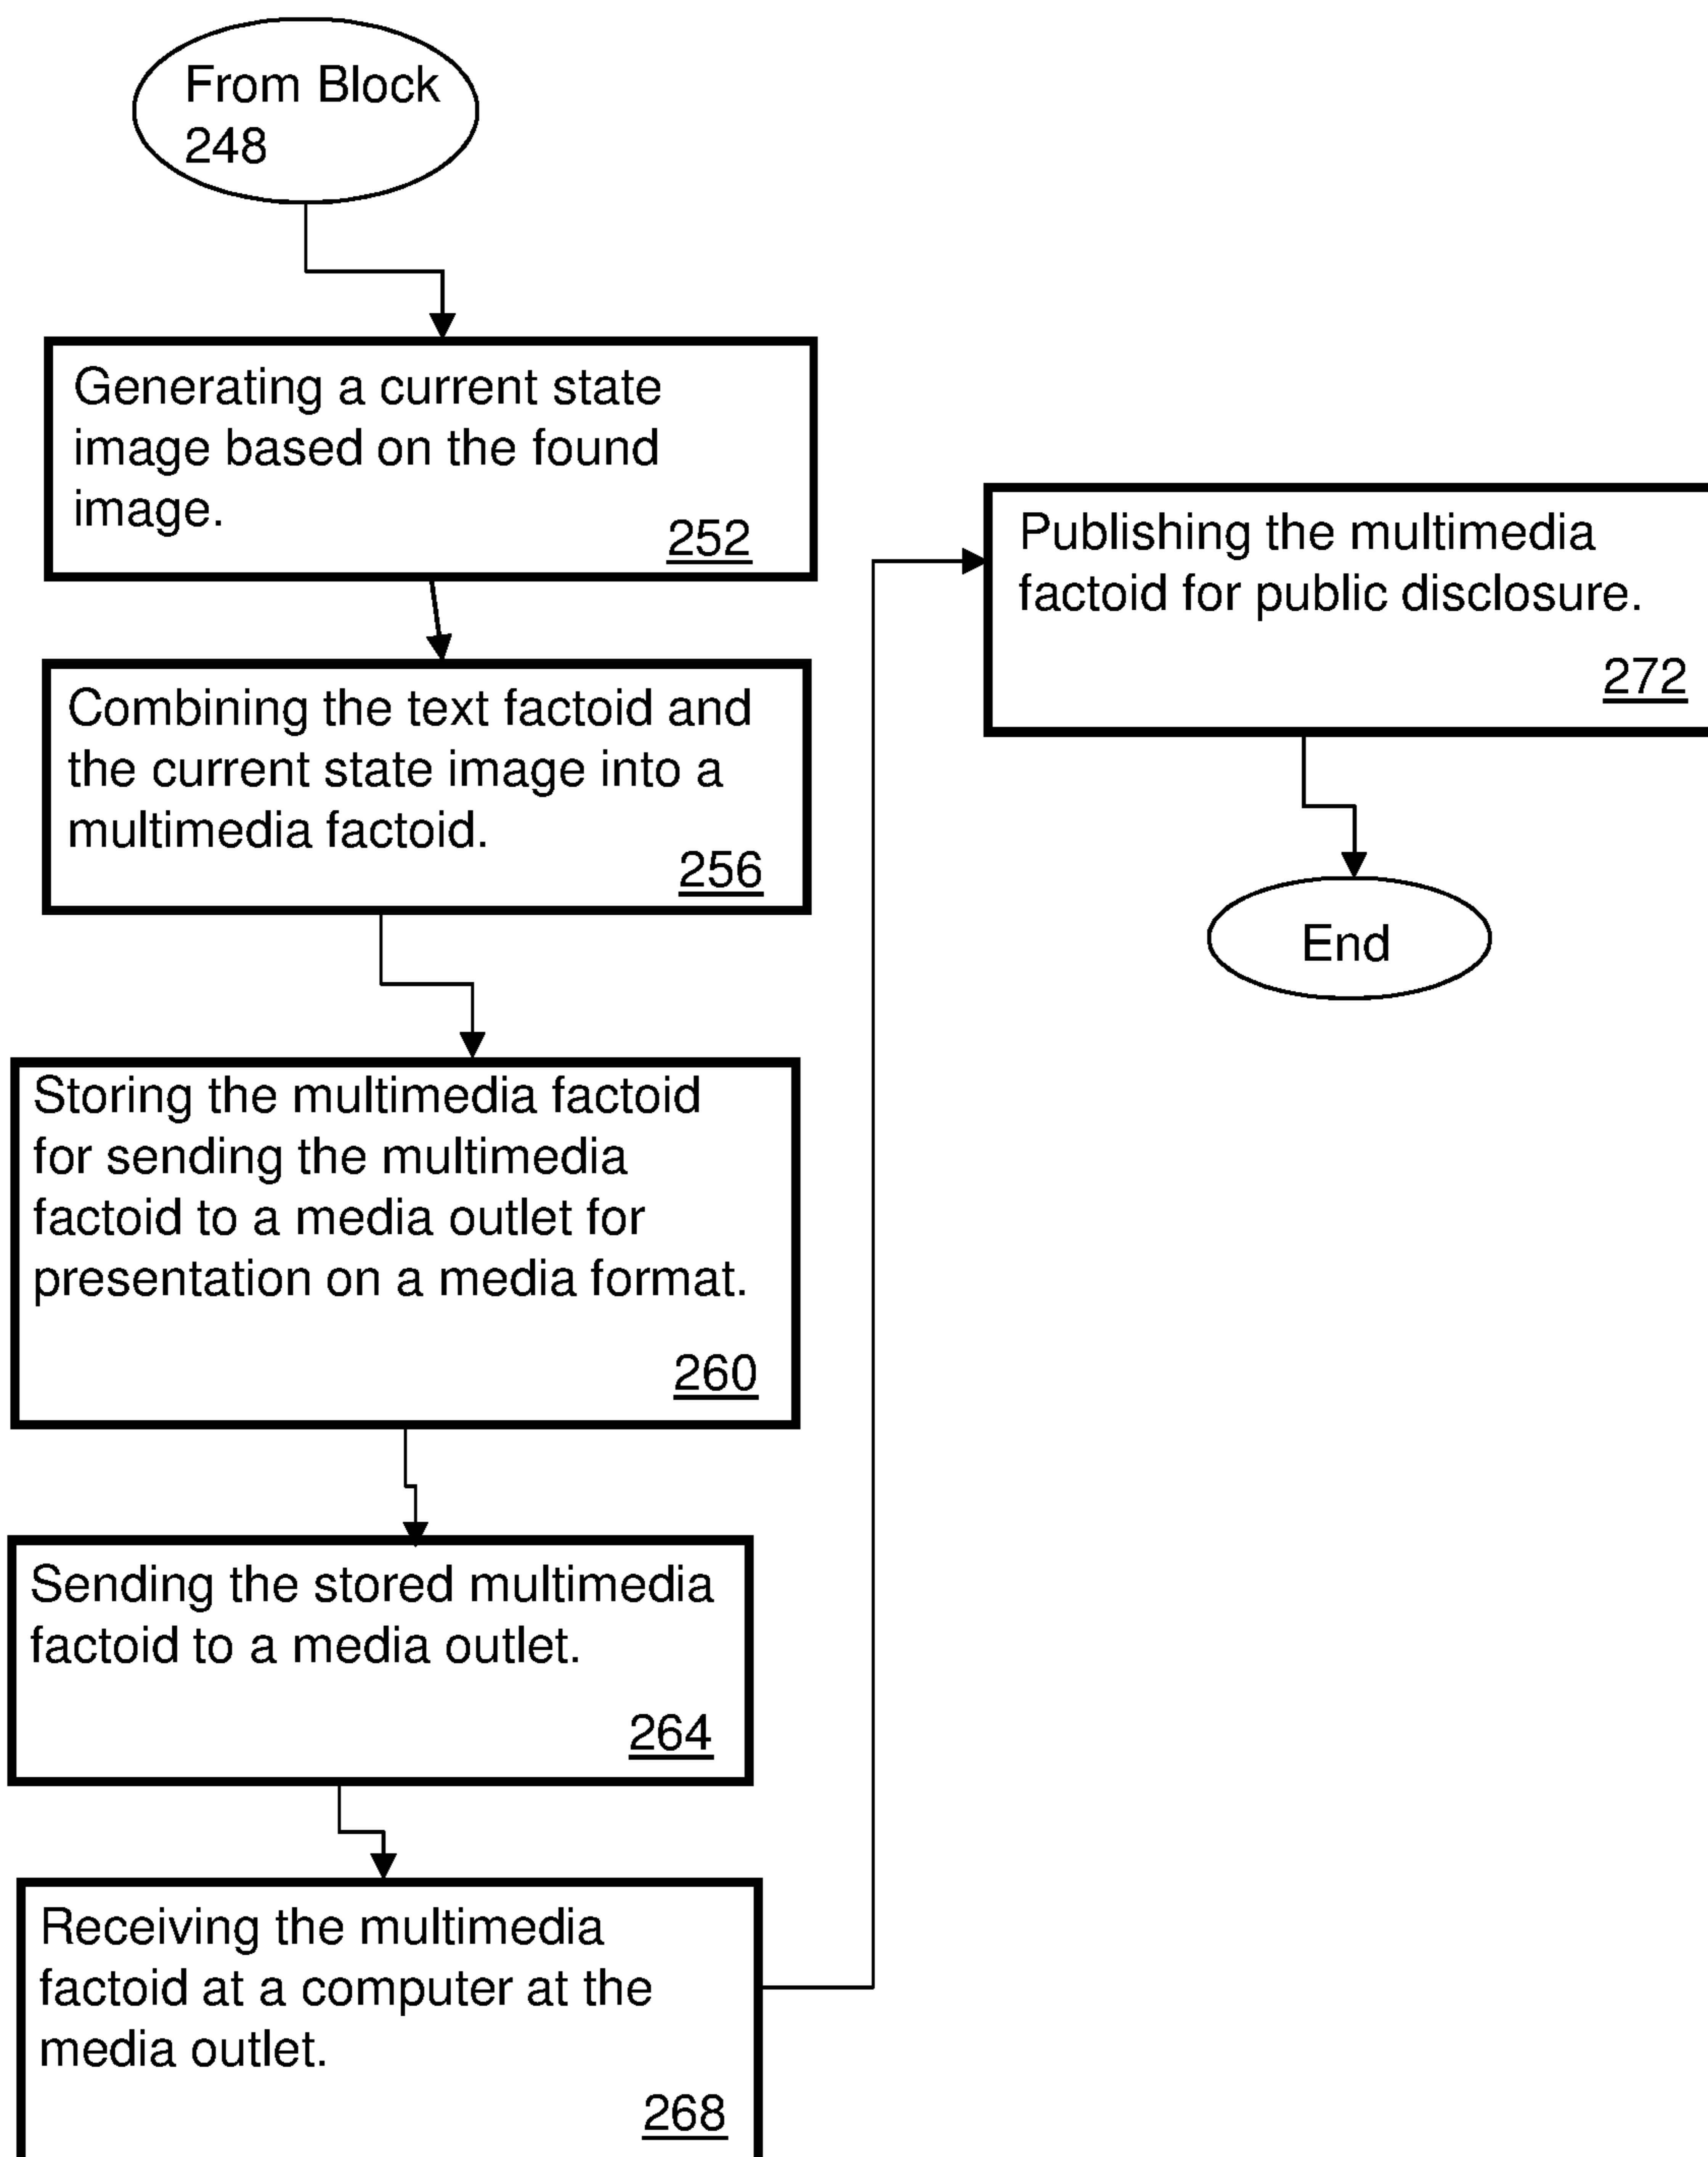 From Block
248
Generating a current state
image based on the found
image.
252
Combining the text factoid and
the current state image into a
multimedia factoid.
256
Storing the multimedia factoid
for sending the multimedia
factoid to a media outlet for
presentation on a media format.
260
Sending the stored multimedia
factoid to a media outlet.
264
Receiving the multimedia
factoid at a computer at the
media outlet.
268
Publishing the multimedia
factoid for public disclosure.
272
End